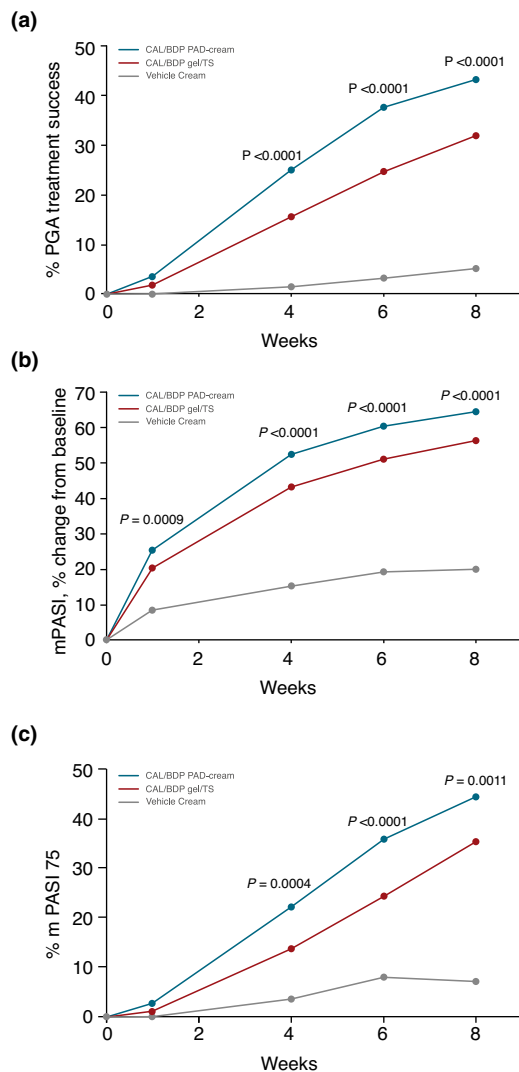 (a)
50
40
30
20
10
0
% PGA treatment success
CAL/BDP PAD-cream
CAL/BDP gel/TS
Vehicle Cream
P <0.0001
P <0.0001
P <0.0001
0 2 4 6 8
Weeks
(b)
70
60
50
40
30
20
10
0
mPASI, % change from baseline
CAL/BDP PAD-cream
CAL/BDP gel/TS
Vehicle Cream
P = 0.0009
P <0.0001
P <0.0001
P <0.0001
0 2 4 6 8
Weeks
(c)
50
40
30
20
10
0
% m PASI 75
CAL/BDP PAD-cream
CAL/BDP gel/TS
Vehicle Cream
P = 0.0004
P <0.0001
P = 0.0011
0 2 4 6 8
Weeks